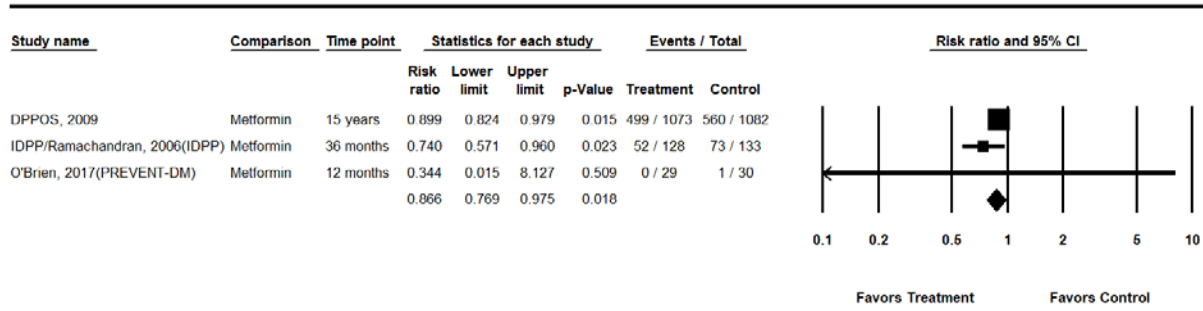 Study name Comparison Time point Statistics for each study Events / Total Risk ratio and 95% CI
Risk ratio Lower limit Upper limit p-Value Treatment Control
DPPOS, 2009 Metformin 15 years 0.899 0.824 0.979 0.015 499 / 1073 560 / 1082
IDPP/Ramachandran, 2006(IDPP) Metformin 36 months 0.740 0.571 0.960 0.023 52 / 128 73 / 133
O'Brien, 2017(PREVENT-DM) Metformin 12 months 0.344 0.015 8.127 0.509 0 / 29 1 / 30
0.866 0.769 0.975 0.018
0.1 0.2 0.5 1 2 5 10
Favors Treatment Favors Control